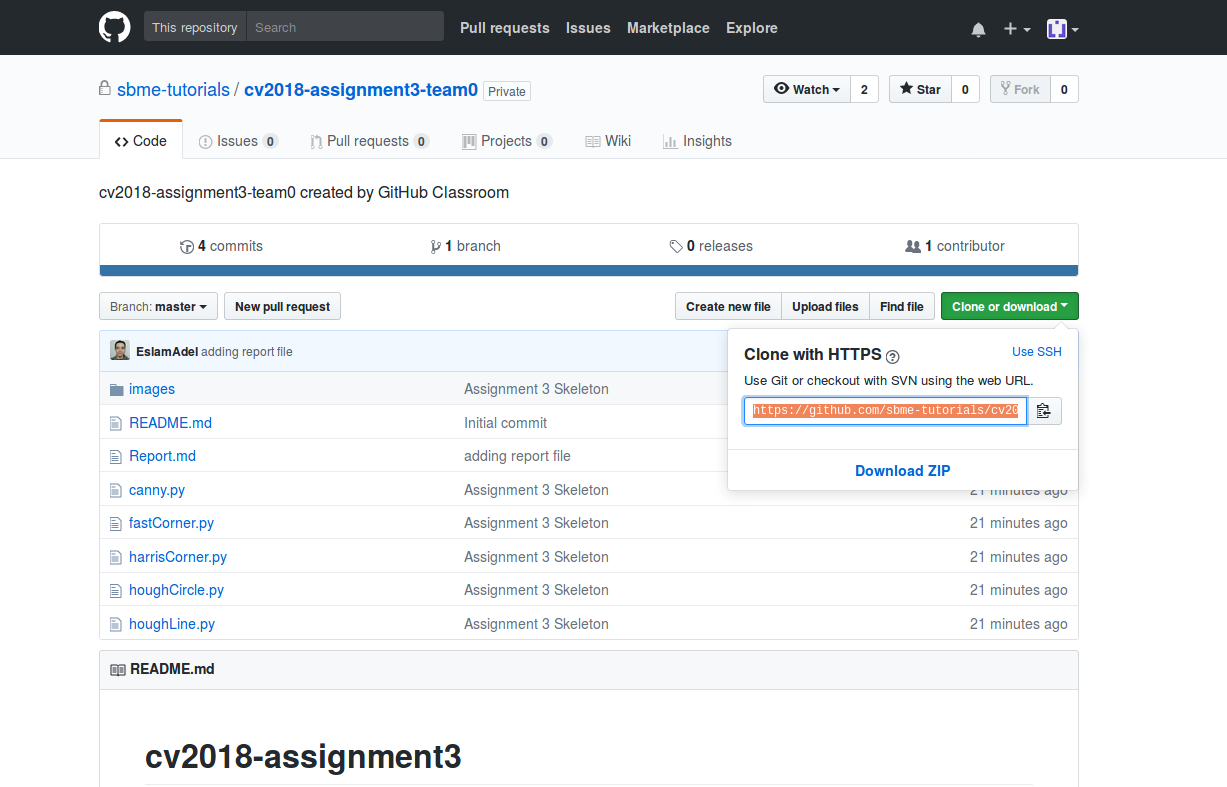 This repository Search Pull requests Issues Marketplace Explore
sbme-tutorials / cv2018-assignment3-team0 Private Watch 2 Star 0 Fork 0
Code Issues 0 Pull requests 0 Projects 0 Wiki Insights
cv2018-assignment3-team0 created by GitHub Classroom
4 commits 1 branch 0 releases 1 contributor
Branch: master New pull request Create new file Upload files Find file Clone or download
EslamAdel adding report file
Clone with HTTPS ? Use SSH
Use Git or checkout with SVN using the web URL.
https://github.com/sbme-tutorials/cv20
Download ZIP
images Assignment 3 Skeleton
README.md Initial commit
Report.md adding report file
canny.py Assignment 3 Skeleton 21 minutes ago
fastCorner.py Assignment 3 Skeleton 21 minutes ago
harrisCorner.py Assignment 3 Skeleton 21 minutes ago
houghCircle.py Assignment 3 Skeleton 21 minutes ago
houghLine.py Assignment 3 Skeleton 21 minutes ago
README.md
cv2018-assignment3